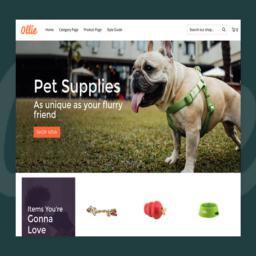 Ollie
Home Category Page Product Page Style Guide
Search our shop...
Pet Supplies
As unique as your flurry
friend
SHOP NOW
Items You're
Gonna
Love